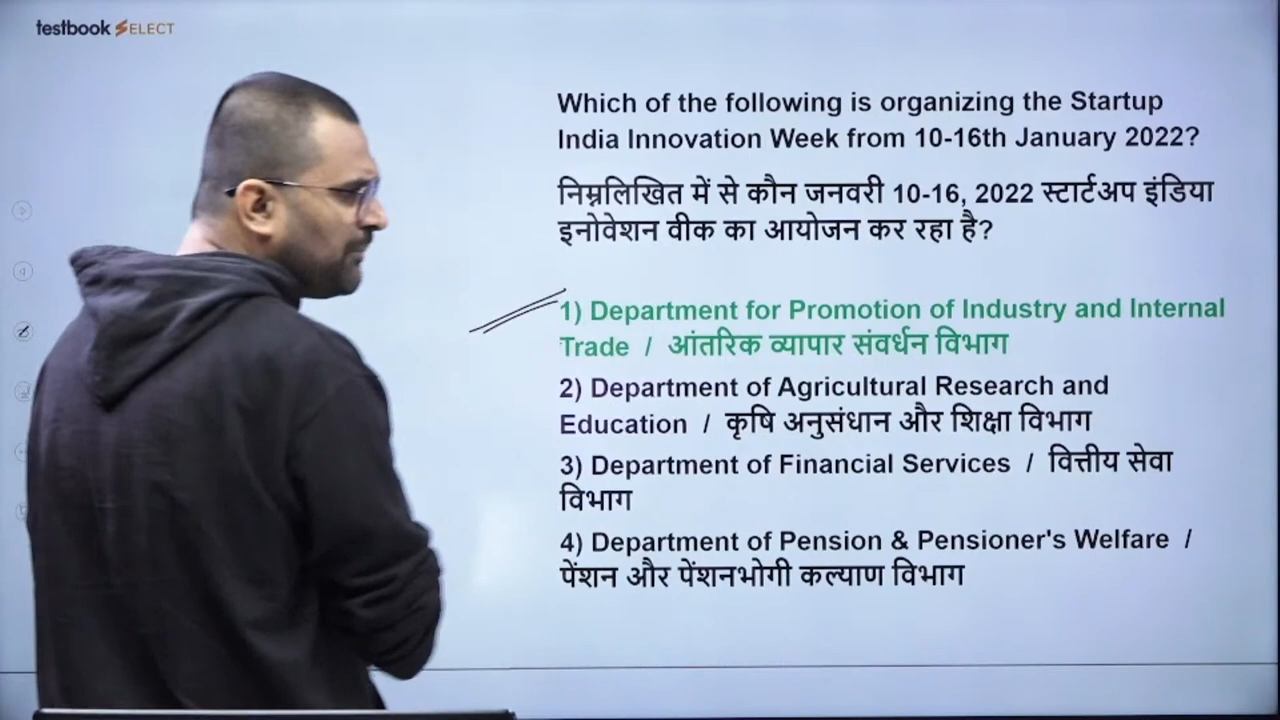 testbook SELECT
Which of the following is organizing the Startup
India Innovation Week from 10-16th January 2022?
निम्नलिखित में से कौन जनवरी 10-16, 2022 स्टार्टअप इंडिया
इनोवेशन वीक का आयोजन कर रहा है?
1) Department for Promotion of Industry and Internal
Trade / आंतरिक व्यापार संवर्धन विभाग
2) Department of Agricultural Research and
Education / कृषि अनुसंधान और शिक्षा विभाग
3) Department of Financial Services / वित्तीय सेवा
विभाग
4) Department of Pension & Pensioner's Welfare /
पेंशन और पेंशनभोगी कल्याण विभाग